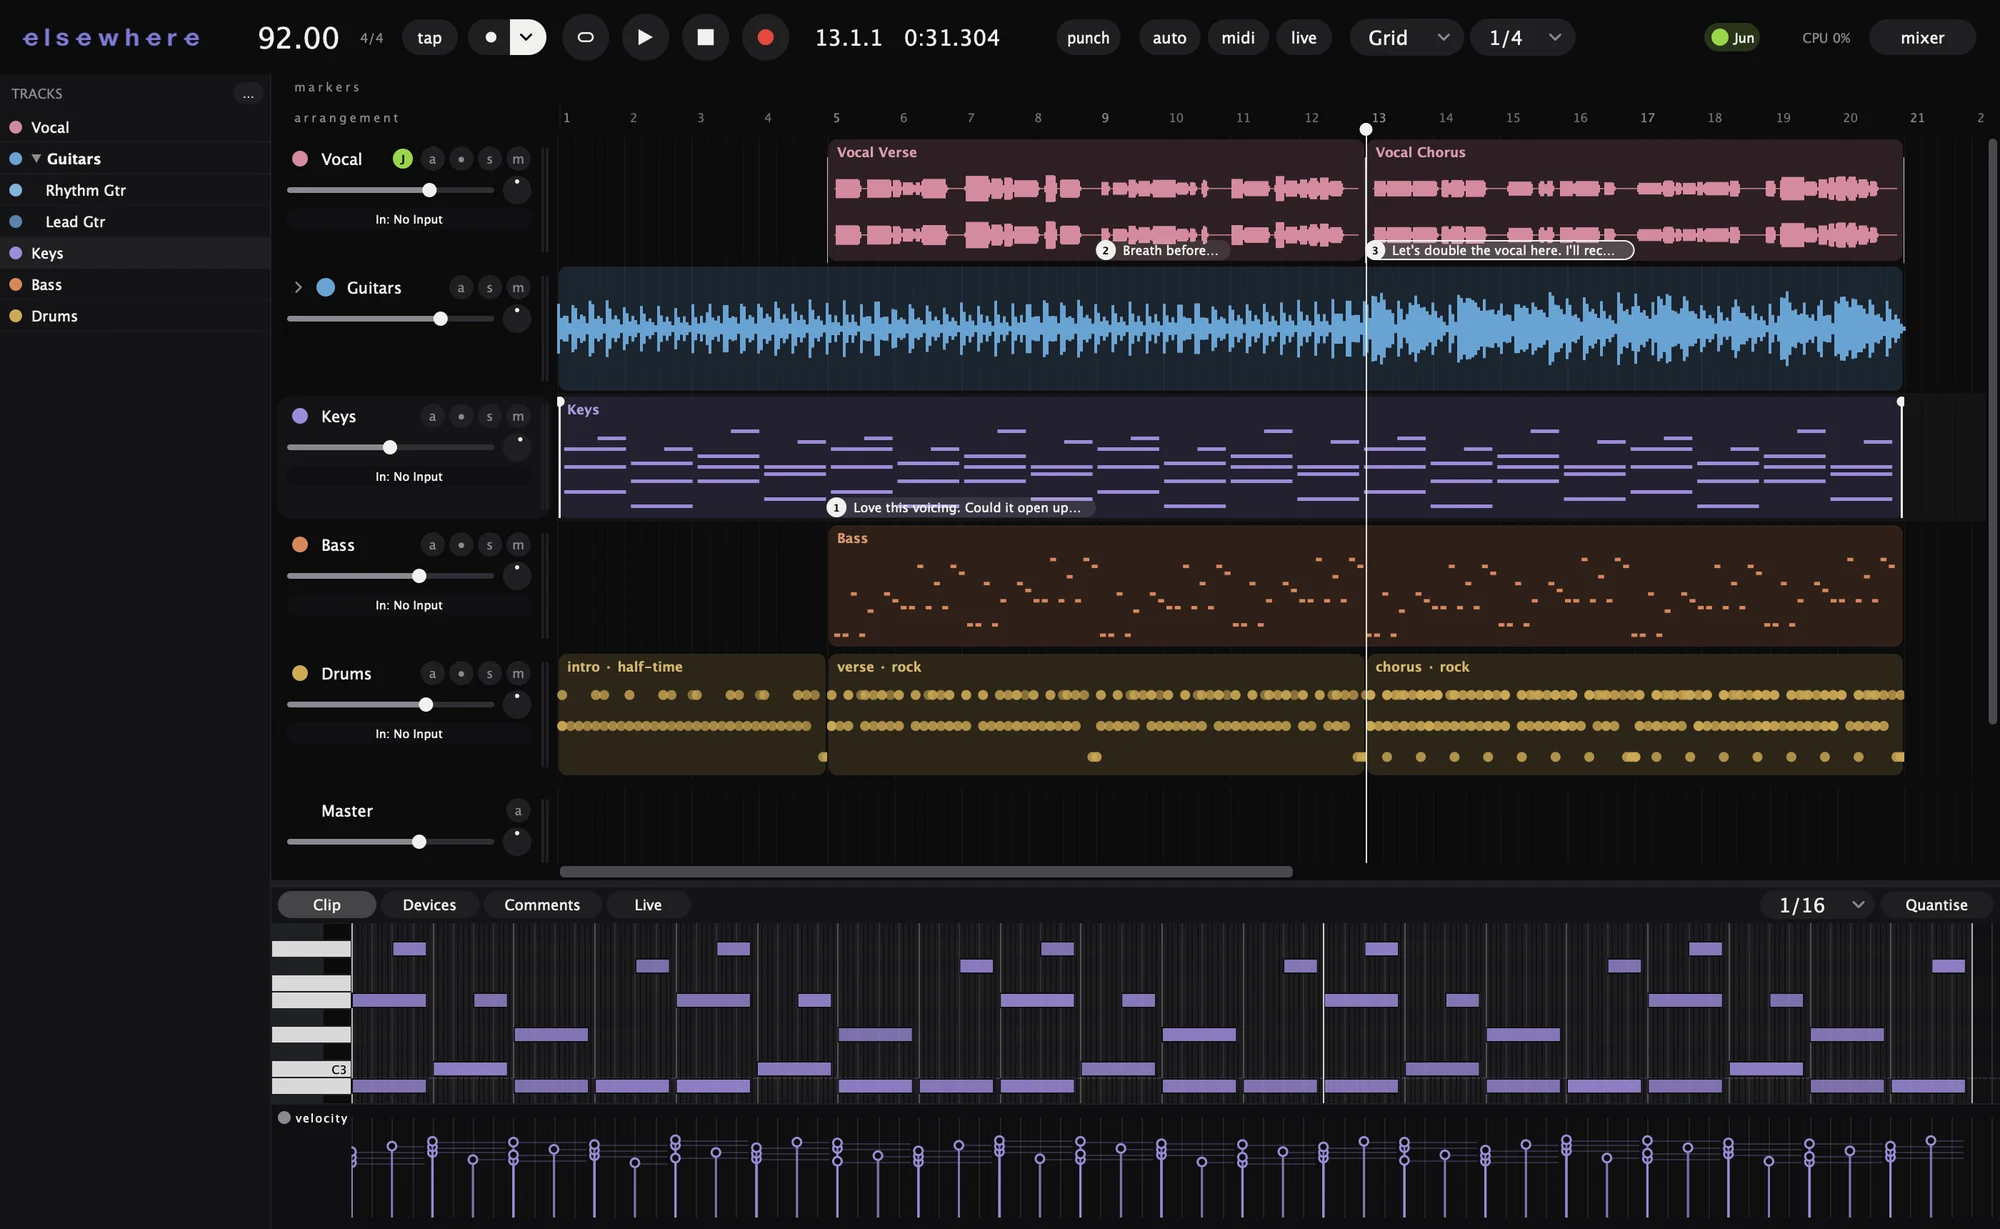 elsewhere
92.00 4/4 tap
13.1.1 0:31.304
punch auto midi live Grid 1/4
Jun CPU 0% mixer
TRACKS ...
Vocal
Guitars
Rhythm Gtr
Lead Gtr
Keys
Bass
Drums
markers
arrangement
1 2 3 4 5 6 7 8 9 10 11 12 13 14 15 16 17 18 19 20 21 2
Vocal J a s m
In: No Input
Vocal Verse
Vocal Chorus
2 Breath before...
3 Let's double the vocal here. I'll rec...
Guitars a s m
Keys a s m
In: No Input
Keys
1 Love this voicing. Could it open up...
Bass a s m
In: No Input
Bass
Drums a s m
In: No Input
intro · half-time
verse · rock
chorus · rock
Master a
Clip Devices Comments Live 1/16 Quantise
C3
velocity